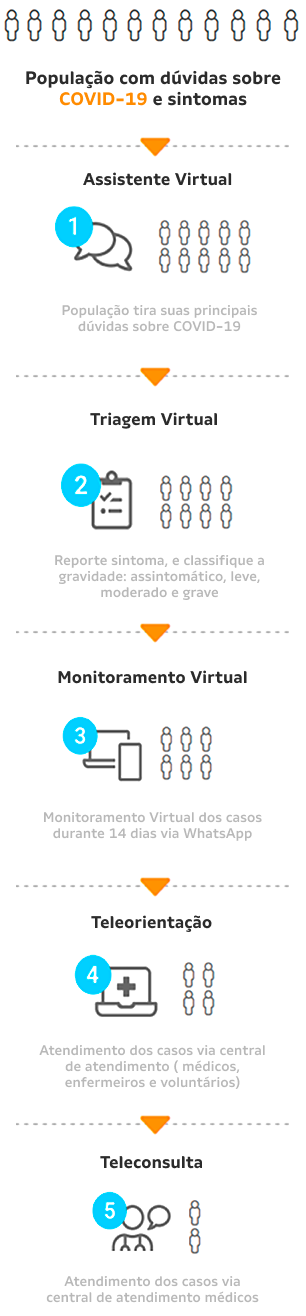 População com dúvidas sobre
COVID-19 e sintomas
Assistente Virtual
1
População tira suas principais
dúvidas sobre COVID-19
Triagem Virtual
2
Reporte sintoma, e classifique a
gravidade: assintomático, leve,
moderado e grave
Monitoramento Virtual
3
Monitoramento Virtual dos casos
durante 14 dias via WhatsApp
Teleorientação
4
Atendimento dos casos via central
de atendimento ( médicos,
enfermeiros e voluntários)
Teleconsulta
5
Atendimento dos casos via
central de atendimento médicos